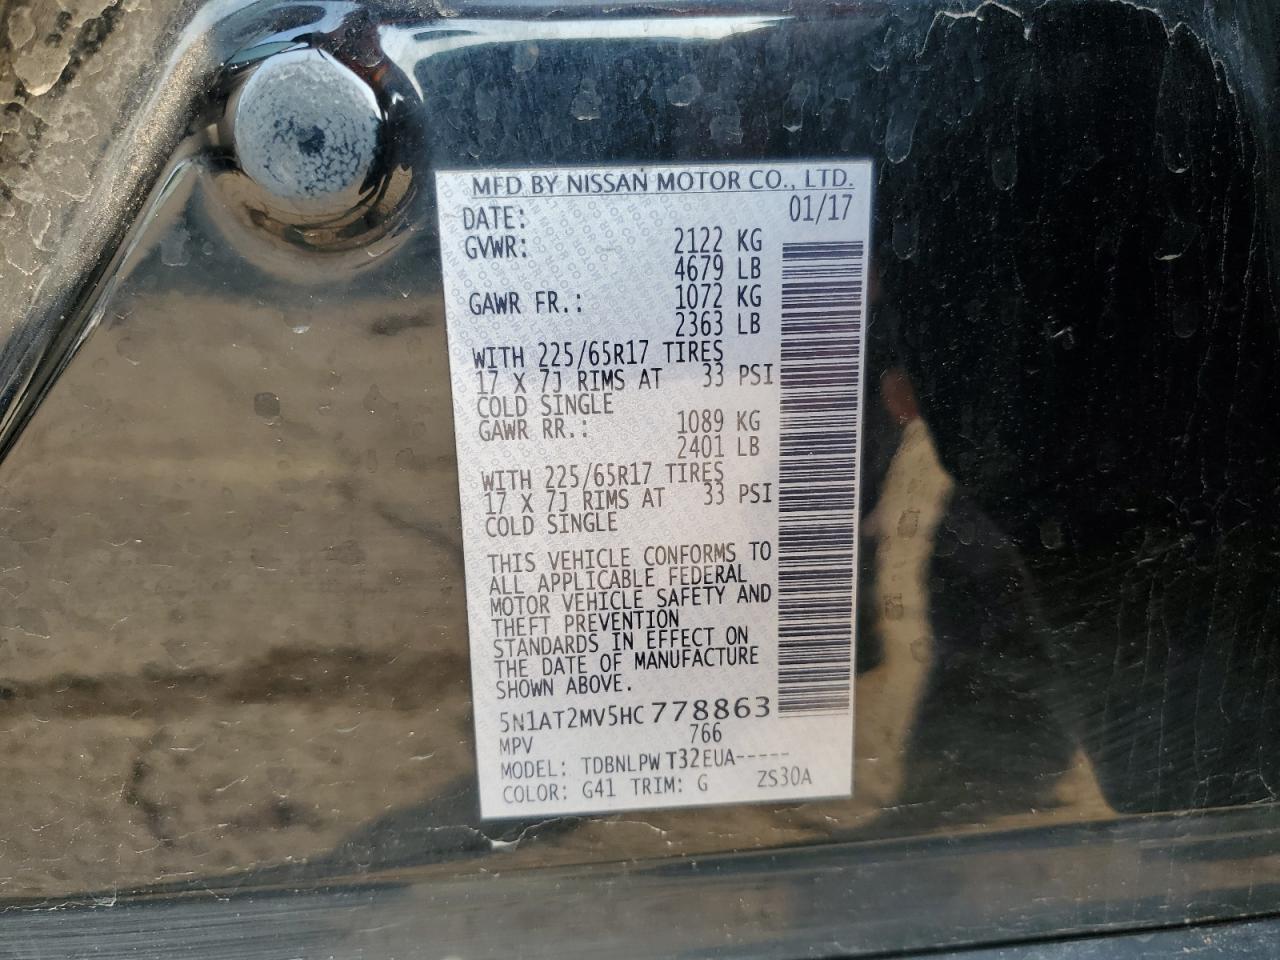 MFD BY NISSAN MOTOR CO., LTD.
DATE: 01/17
GVWR: 2122 KG
4679 LB
GAWR FR.: 1072 KG
2363 LB
WITH 225/65R17 TIRES
17 X 7J RIMS AT 33 PSI
COLD SINGLE
GAWR RR.: 1089 KG
2401 LB
WITH 225/65R17 TIRES
17 X 7J RIMS AT 33 PSI
COLD SINGLE
THIS VEHICLE CONFORMS TO
ALL APPLICABLE FEDERAL
MOTOR VEHICLE SAFETY AND
THEFT PREVENTION
STANDARDS IN EFFECT ON
THE DATE OF MANUFACTURE
SHOWN ABOVE.
5N1AT2MV5HC778863
MPV 766
MODEL: TDBNLPW T32EUA-----
COLOR: G41 TRIM: G ZS30A